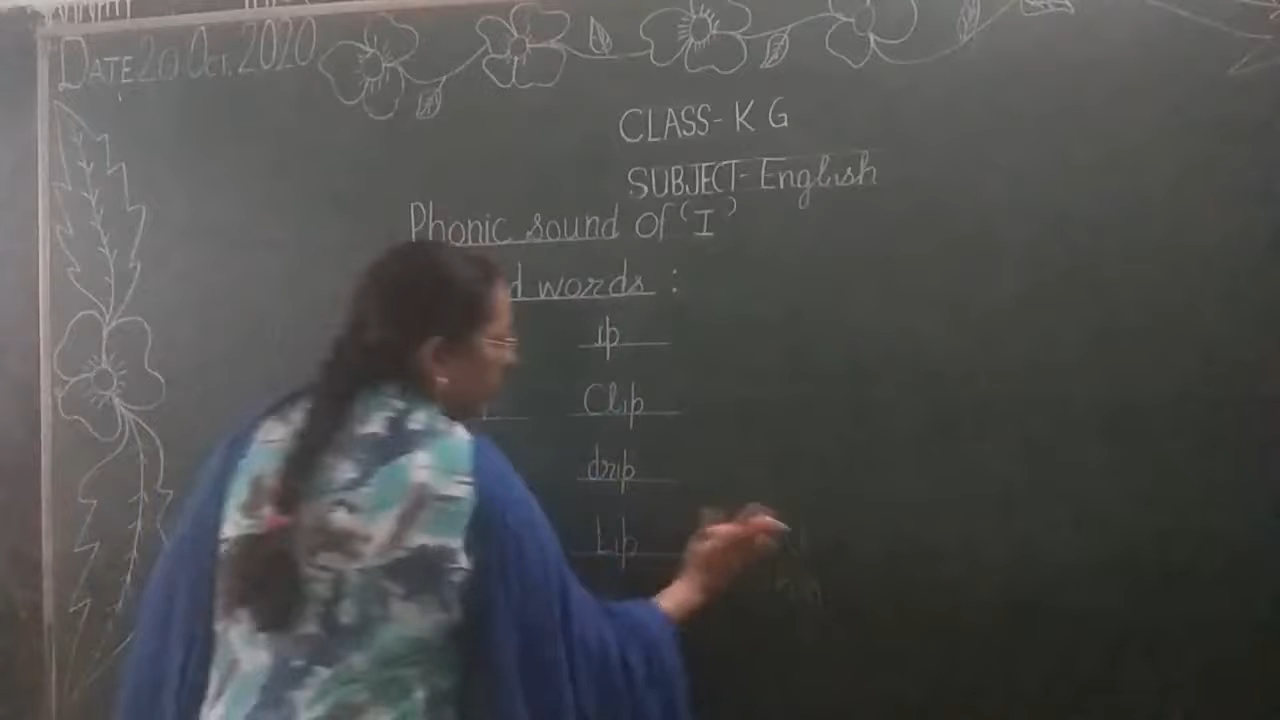 DATE 20 Oct. 2020
CLASS- K G
SUBJECT- English
Phonic sound of 'I'
words :
ip
Clip
drip
Lip